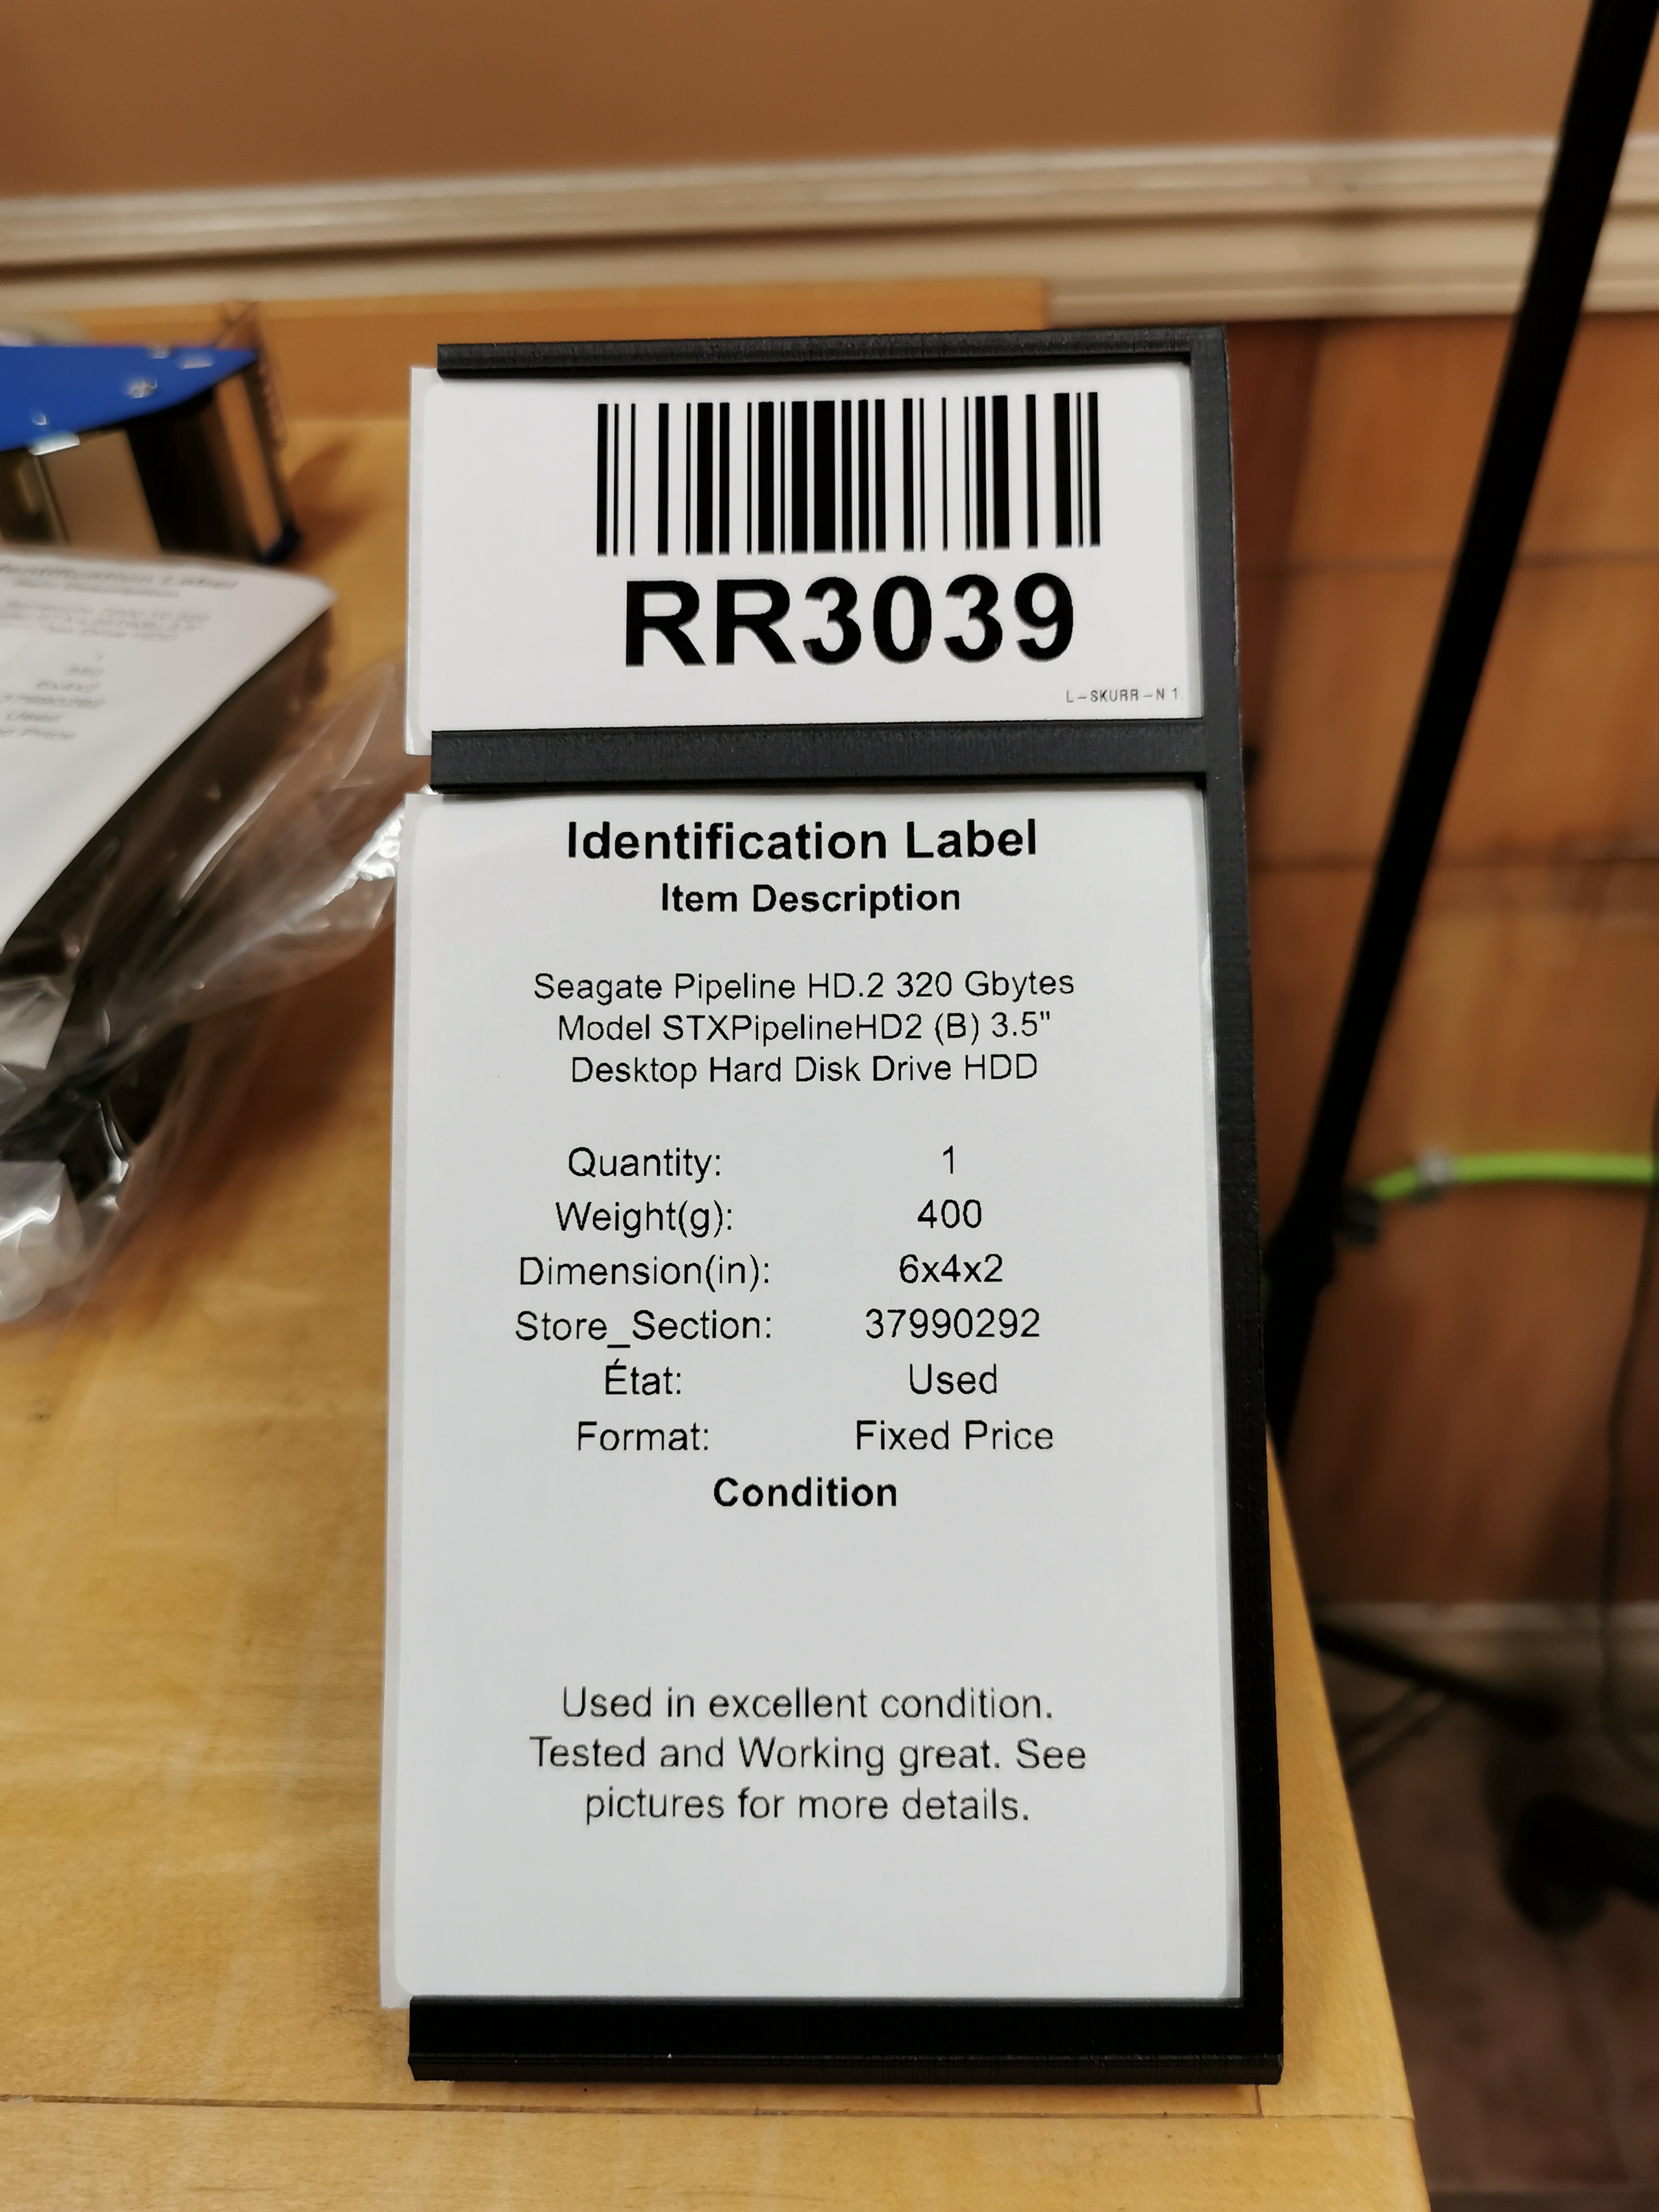 RR3039
L-SKURR-N 1
Identification Label
Item Description
Seagate Pipeline HD.2 320 Gbytes
Model STXPipelineHD2 (B) 3.5"
Desktop Hard Disk Drive HDD
Quantity: 1
Weight(g): 400
Dimension(in): 6x4x2
Store_Section: 37990292
État: Used
Format: Fixed Price
Condition
Used in excellent condition.
Tested and Working great. See
pictures for more details.